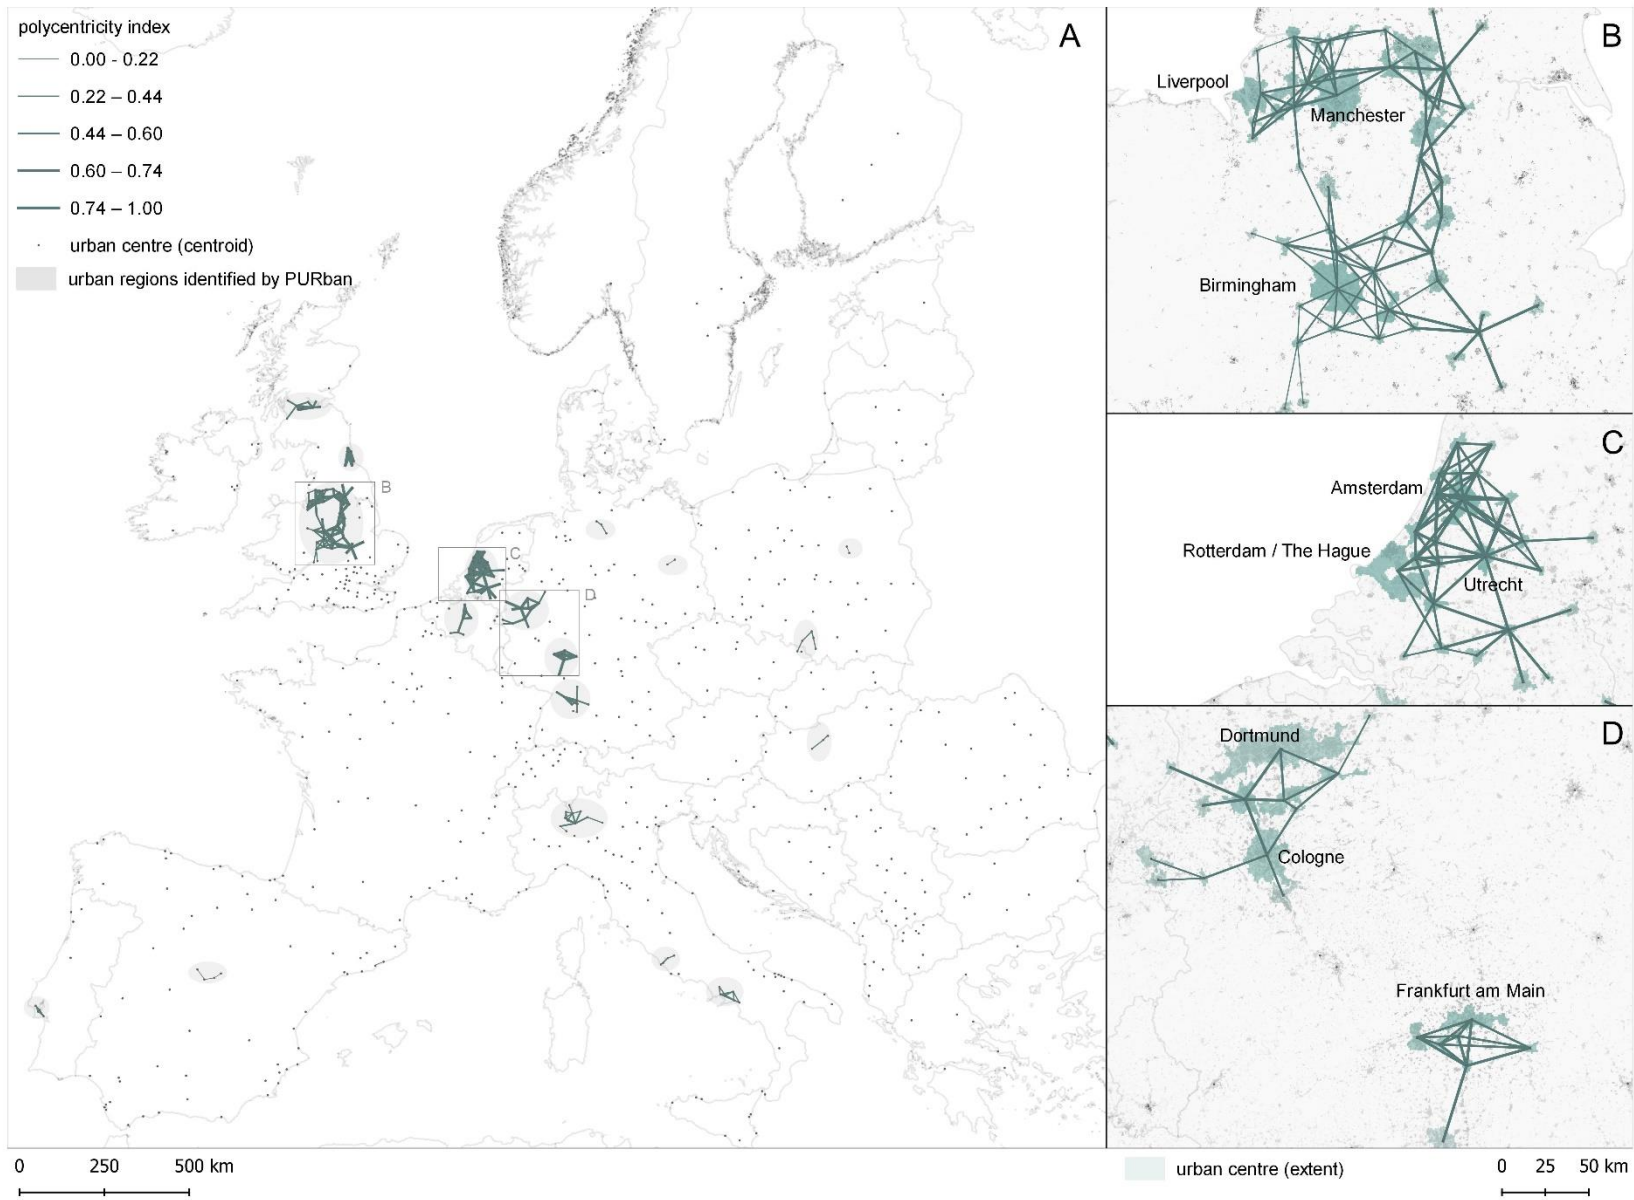 polycentricity index
0.00 - 0.22
0.22 – 0.44
0.44 – 0.60
0.60 – 0.74
0.74 – 1.00
urban centre (centroid)
urban regions identified by PURban
A
B
C
D
0 250 500 km
B
Liverpool
Manchester
Birmingham
C
Amsterdam
Rotterdam / The Hague
Utrecht
D
Dortmund
Cologne
Frankfurt am Main
urban centre (extent)
0 25 50 km